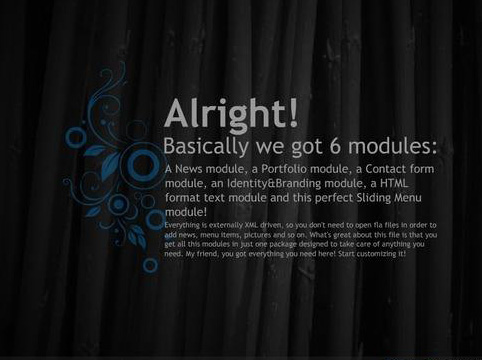 Alright!
Basically we got 6 modules:
A News module, a Portfolio module, a Contact form
module, an Identity&Branding module, a HTML
format text module and this perfect Sliding Menu
module!
Everything is externally XML driven, so you don't need to open fla files in order to
add news, menu items, pictures and so on. What's great about this file is that you
get all this modules in just one package designed to take care of anything you
need. My friend, you got everything you need here! Start customizing it!